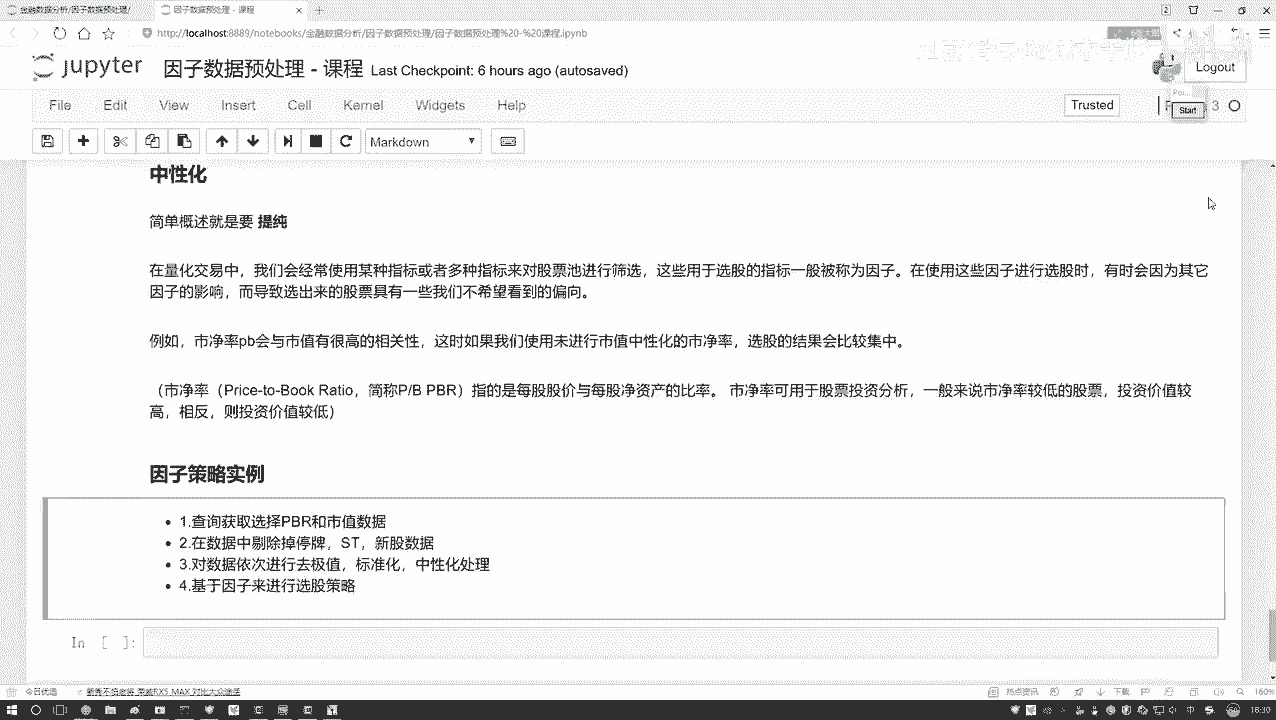 金融数据分析/因子数据预处理/
因子数据预处理 - 课程
http://localhost:8889/notebooks/金融数据分析/因子数据预处理/因子数据预处理%20-%20课程.ipynb
jupyter 因子数据预处理 - 课程 Last Checkpoint: 6 hours ago (autosaved)
Logout
File Edit View Insert Cell Kernel Widgets Help
Trusted
3
Start
Markdown
中性化
简单概述就是要 提纯
在量化交易中，我们会经常使用某种指标或者多种指标来对股票池进行筛选，这些用于选股的指标一般被称为因子。在使用这些因子进行选股时，有时会因为其它
因子的影响，而导致选出来的股票具有一些我们不希望看到的偏向。
例如，市净率pb会与市值有很高的相关性，这时如果我们使用未进行市值中性化的市净率，选股的结果会比较集中。
（市净率（Price-to-Book Ratio，简称P/B PBR）指的是每股股价与每股净资产的比率。 市净率可用于股票投资分析，一般来说市净率较低的股票，投资价值较
高，相反，则投资价值较低）
因子策略实例
1.查询获取选择PBR和市值数据
2.在数据中剔除掉停牌，ST，新股数据
3.对数据依次进行去极值，标准化，中性化处理
4.基于因子来进行选股策略
In [ ]:
今日优选
热点资讯
下载
160%
中
16:30